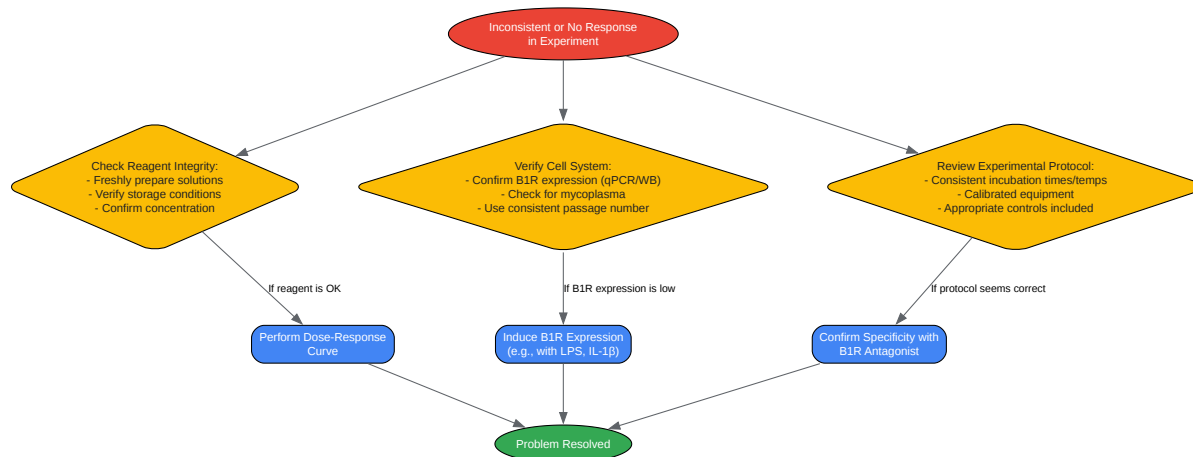 Inconsistent or No Response
in Experiment
Check Reagent Integrity:
- Freshly prepare solutions
- Verify storage conditions
- Confirm concentration
Verify Cell System:
- Confirm B1R expression (qPCR/WB)
- Check for mycoplasma
- Use consistent passage number
Review Experimental Protocol:
- Consistent incubation times/temps
- Calibrated equipment
- Appropriate controls included
If reagent is OK
If B1R expression is low
If protocol seems correct
Perform Dose-Response
Curve
Induce B1R Expression
(e.g., with LPS, IL-1β)
Confirm Specificity with
B1R Antagonist
Problem Resolved